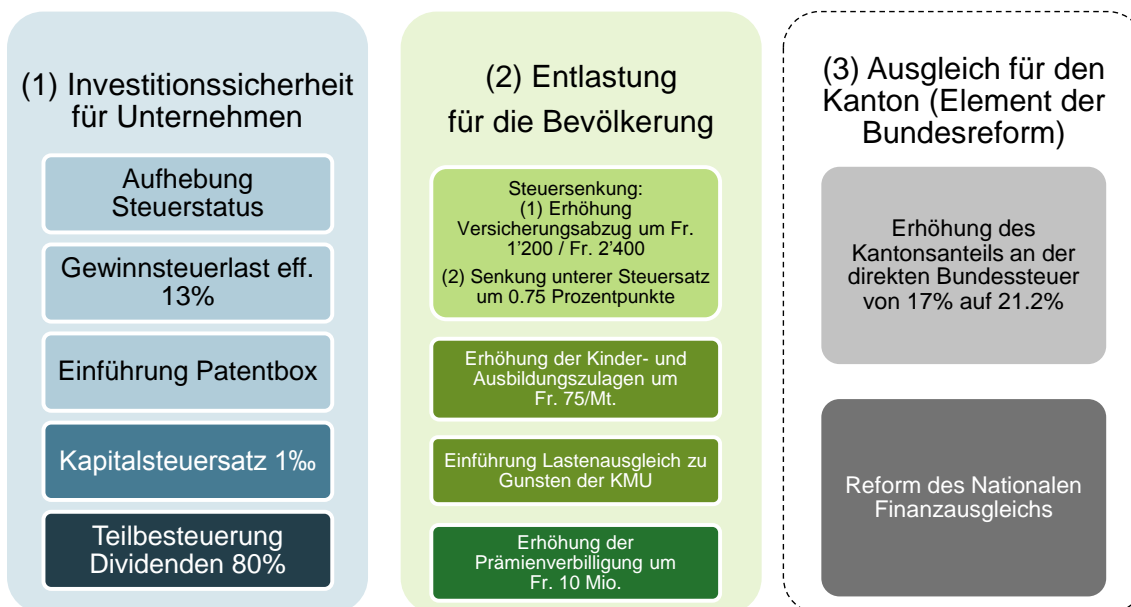 (1) Investitionssicherheit
für Unternehmen
Aufhebung
Steuerstatus
Gewinnsteuerlast eff.
13%
Einführung Patentbox
Kapitalsteuersatz 1‰
Teilbesteuerung
Dividenden 80%
(2) Entlastung
für die Bevölkerung
Steuersenkung:
(1) Erhöhung
Versicherungsabzug um Fr.
1'200 / Fr. 2'400
(2) Senkung unterer Steuersatz
um 0.75 Prozentpunkte
Erhöhung der Kinder- und
Ausbildungszulagen um
Fr. 75/Mt.
Einführung Lastenausgleich zu
Gunsten der KMU
Erhöhung der
Prämienverbilligung um
Fr. 10 Mio.
(3) Ausgleich für den
Kanton (Element der
Bundesreform)
Erhöhung des
Kantonsanteils an der
direkten Bundessteuer
von 17% auf 21.2%
Reform des Nationalen
Finanzausgleichs